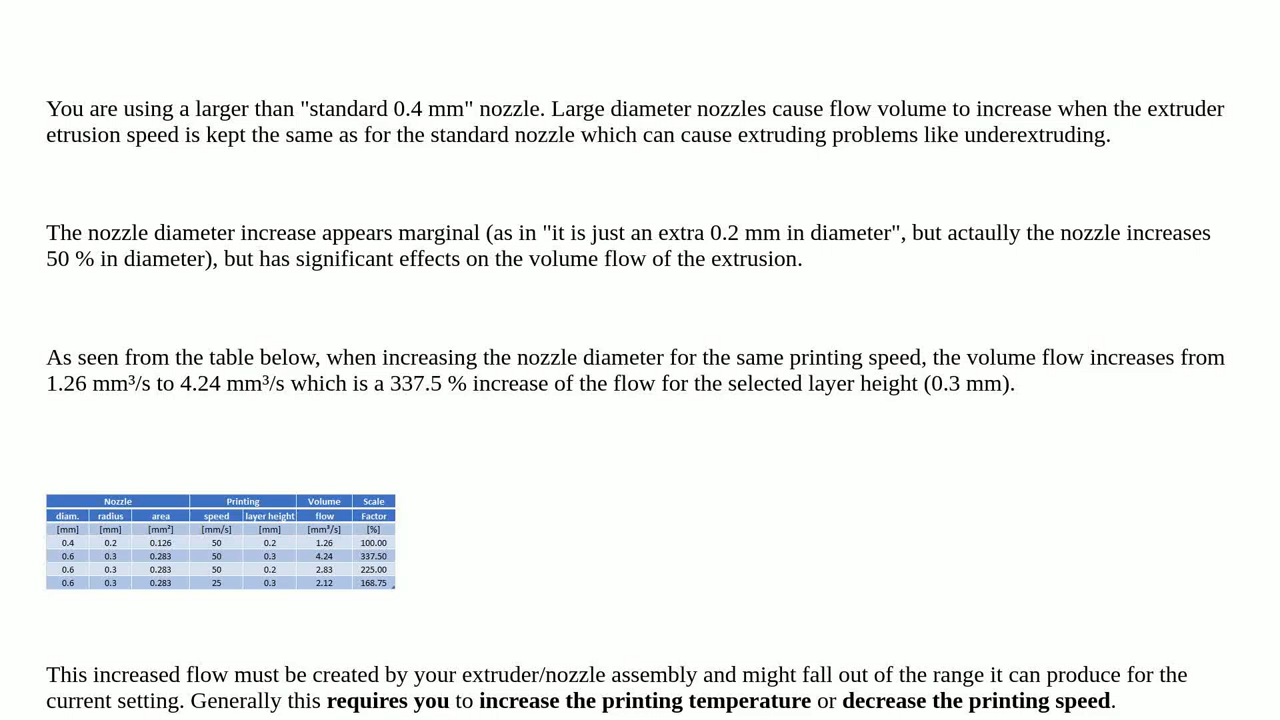 You are using a larger than "standard 0.4 mm" nozzle. Large diameter nozzles cause flow volume to increase when the extruder
etrusion speed is kept the same as for the standard nozzle which can cause extruding problems like underextruding.
The nozzle diameter increase appears marginal (as in "it is just an extra 0.2 mm in diameter", but actaully the nozzle increases
50 % in diameter), but has significant effects on the volume flow of the extrusion.
As seen from the table below, when increasing the nozzle diameter for the same printing speed, the volume flow increases from
1.26 mm³/s to 4.24 mm³/s which is a 337.5 % increase of the flow for the selected layer height (0.3 mm).
Nozzle Printing Volume Scale
diam. radius area speed layer height flow Factor
[mm] [mm] [mm²] [mm/s] [mm] [mm³/s] [%]
0.4 0.2 0.126 50 0.2 1.26 100.00
0.6 0.3 0.283 50 0.3 4.24 337.50
0.6 0.3 0.283 50 0.2 2.83 225.00
0.6 0.3 0.283 25 0.3 2.12 168.75
This increased flow must be created by your extruder/nozzle assembly and might fall out of the range it can produce for the
current setting. Generally this requires you to increase the printing temperature or decrease the printing speed.